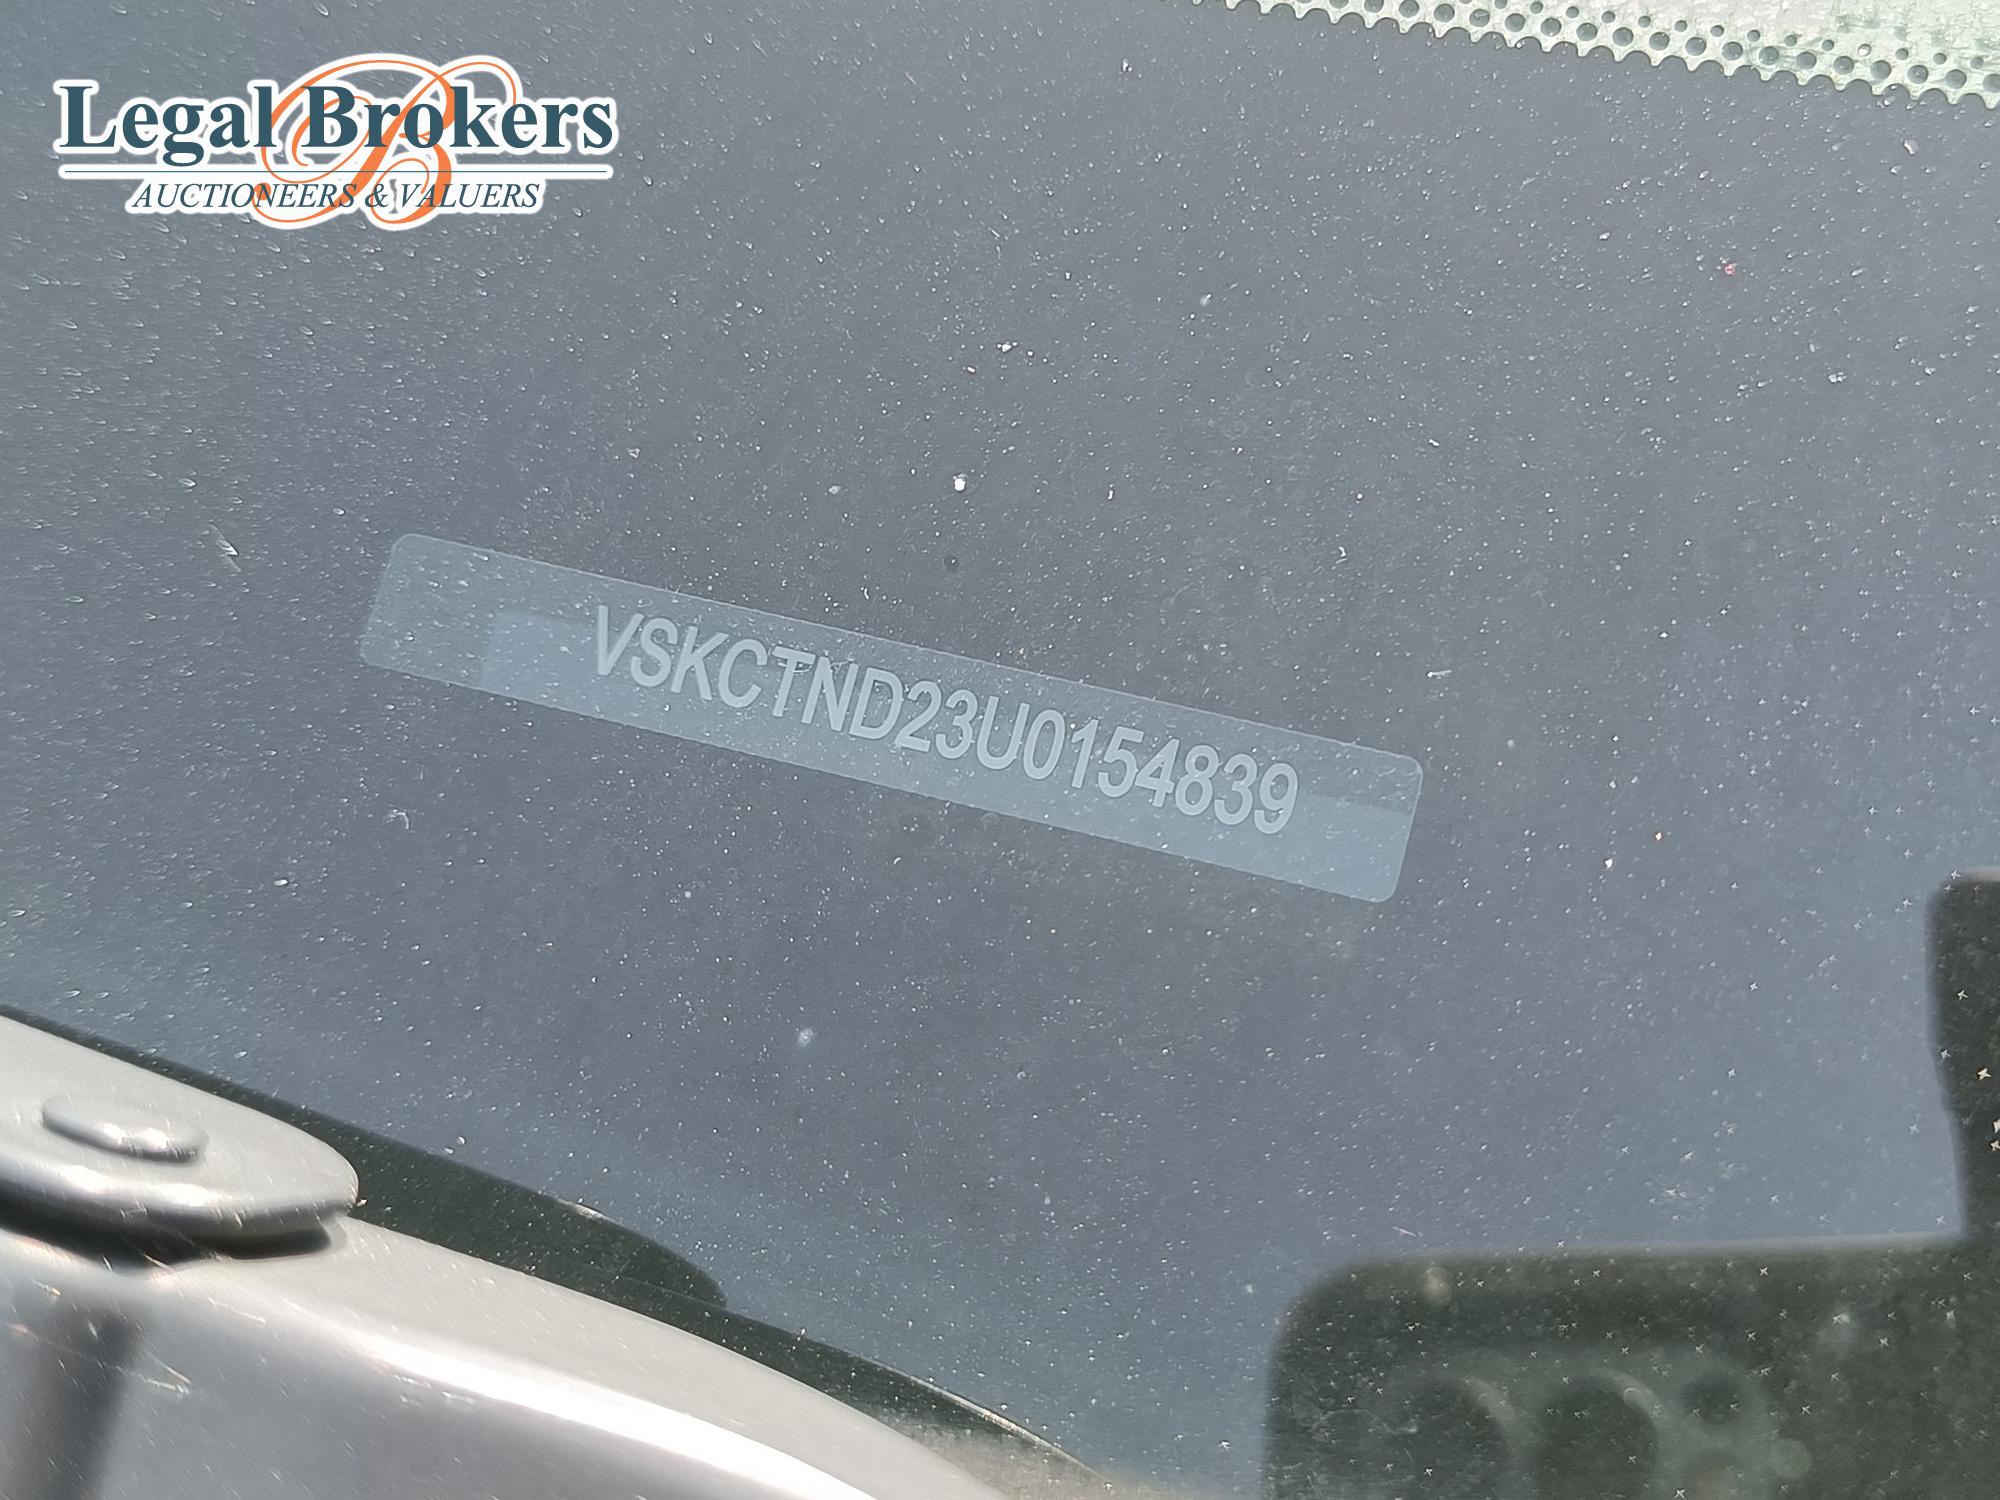 Legal Brokers
AUCTIONEERS & VALUERS
VSKCTND23U0154839